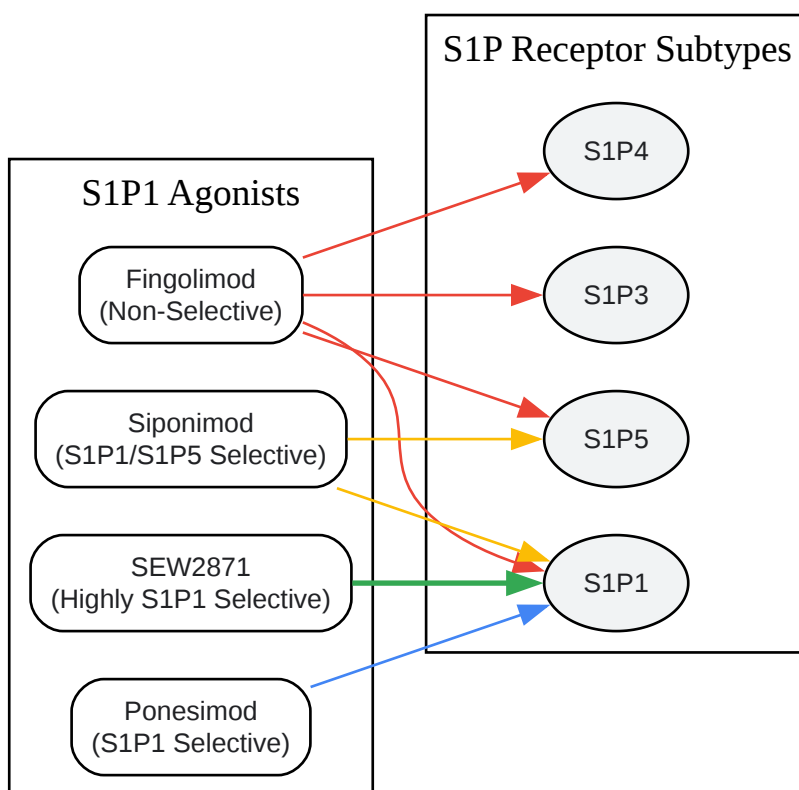 S1P1 Agonists
Fingolimod
(Non-Selective)
Siponimod
(S1P1/S1P5 Selective)
SEW2871
(Highly S1P1 Selective)
Ponesimod
(S1P1 Selective)
S1P Receptor Subtypes
S1P4
S1P3
S1P5
S1P1